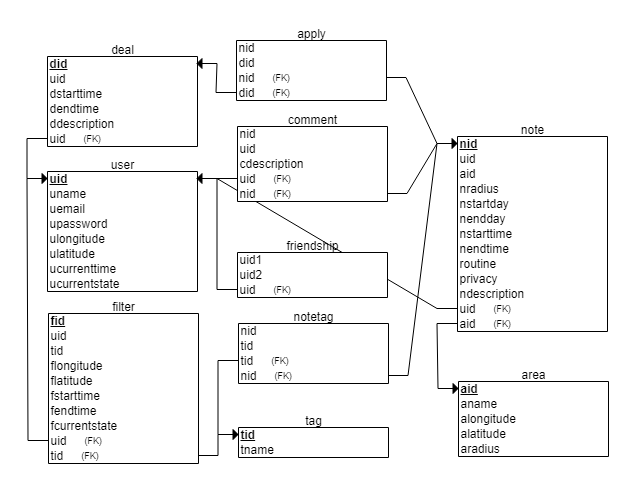 deal
did
uid
dstarttime
dendtime
ddescription
uid (FK)
user
uid
uname
uemail
upassword
ulongitude
ulatitude
ucurrenttime
ucurrentstate
filter
fid
uid
tid
flongitude
flatitude
fstarttime
fendtime
fcurrentstate
uid (FK)
tid (FK)
apply
nid
did
nid (FK)
did (FK)
comment
nid
uid
cdescription
uid (FK)
nid (FK)
friendship
uid1
uid2
uid (FK)
notetag
nid
tid
tid (FK)
nid (FK)
tag
tid
tname
note
nid
uid
aid
nradius
nstartday
nendday
nstarttime
nendtime
routine
privacy
ndescription
uid (FK)
aid (FK)
area
aid
aname
alongitude
alatitude
aradius